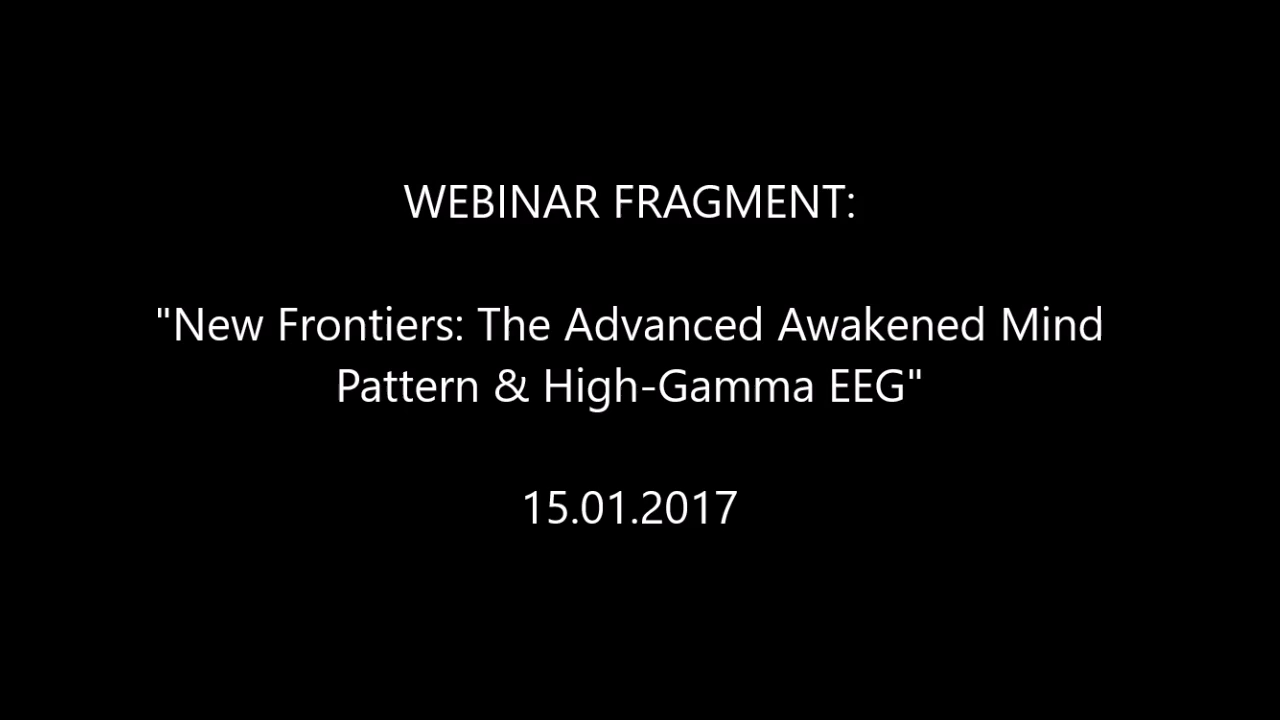 WEBINAR FRAGMENT:
"New Frontiers: The Advanced Awakened Mind
Pattern & High-Gamma EEG"
15.01.2017